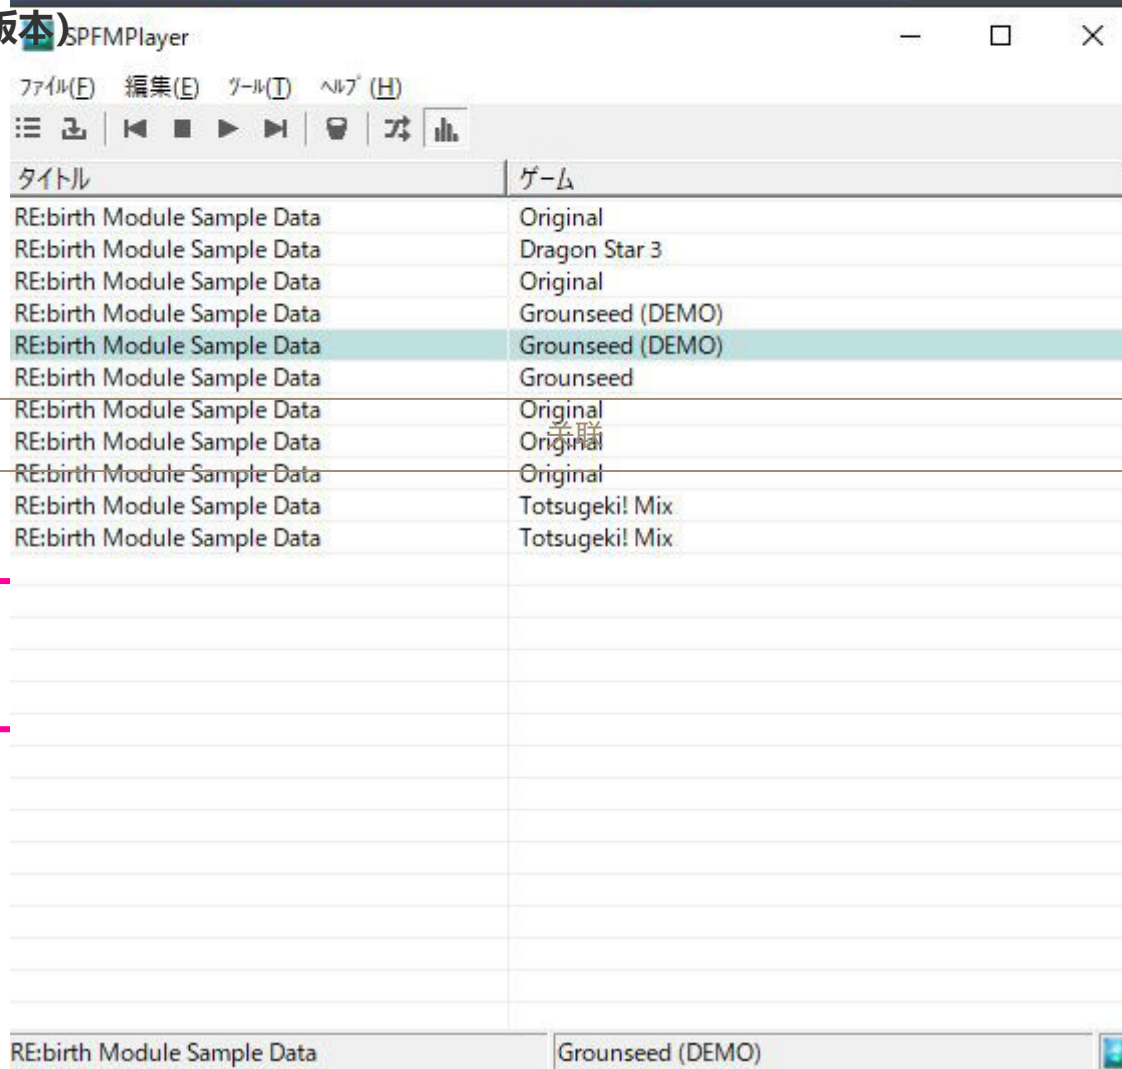 版本)
SPFMPlayer
ファイル(F) 編集(E) ツール(T) ヘルプ(H)
タイトル ゲーム
RE:birth Module Sample Data Original
RE:birth Module Sample Data Dragon Star 3
RE:birth Module Sample Data Original
RE:birth Module Sample Data Grounseed (DEMO)
RE:birth Module Sample Data Grounseed (DEMO)
RE:birth Module Sample Data Grounseed
RE:birth Module Sample Data Original
关联
RE:birth Module Sample Data Original
RE:birth Module Sample Data Original
RE:birth Module Sample Data Totsugeki! Mix
RE:birth Module Sample Data Totsugeki! Mix
RE:birth Module Sample Data Grounseed (DEMO)